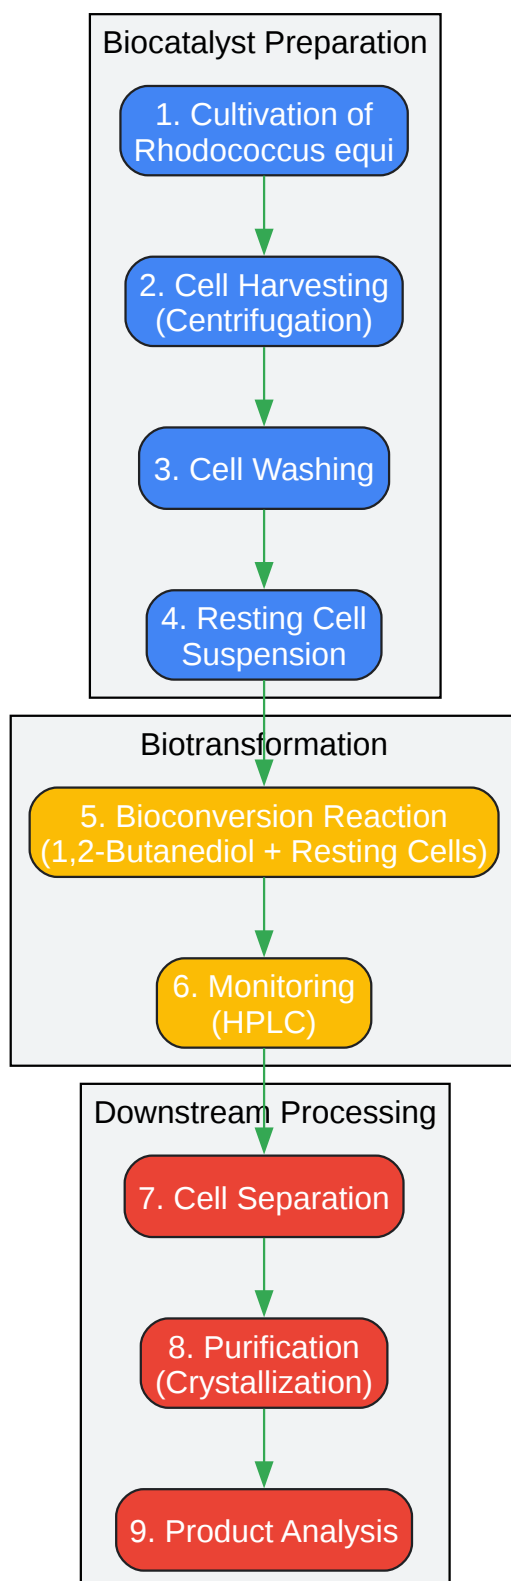 Biocatalyst Preparation
1. Cultivation of
Rhodococcus equi
2. Cell Harvesting
(Centrifugation)
3. Cell Washing
4. Resting Cell
Suspension
Biotransformation
5. Bioconversion Reaction
(1,2-Butanediol + Resting Cells)
6. Monitoring
(HPLC)
Downstream Processing
7. Cell Separation
8. Purification
(Crystallization)
9. Product Analysis